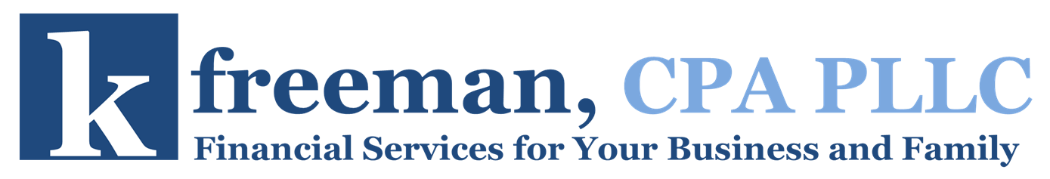 k freeman, CPA PLLC
Financial Services for Your Business and Family